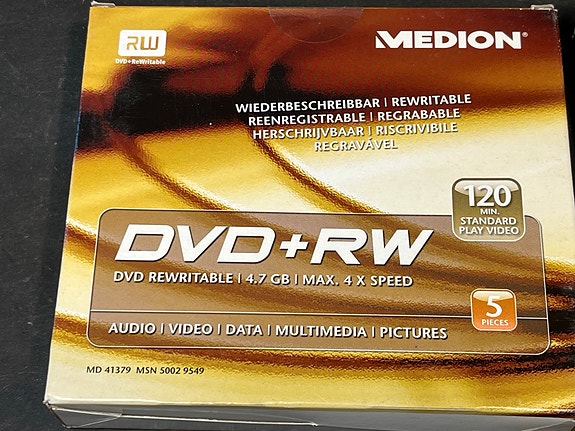 RW
DVD+ReWritable
MEDION®
WIEDERBESCHREIBBAR | REWRITABLE
REENREGISTRABLE | REGRABABLE
HERSCHRIJVBAAR | RISCRIVIBILE
REGRAVÁVEL
120
MIN.
STANDARD
PLAY VIDEO
DVD+RW
DVD REWRITABLE | 4.7 GB | MAX. 4 X SPEED
5
PIECES
AUDIO | VIDEO | DATA | MULTIMEDIA | PICTURES
MD 41379 MSN 5002 9549